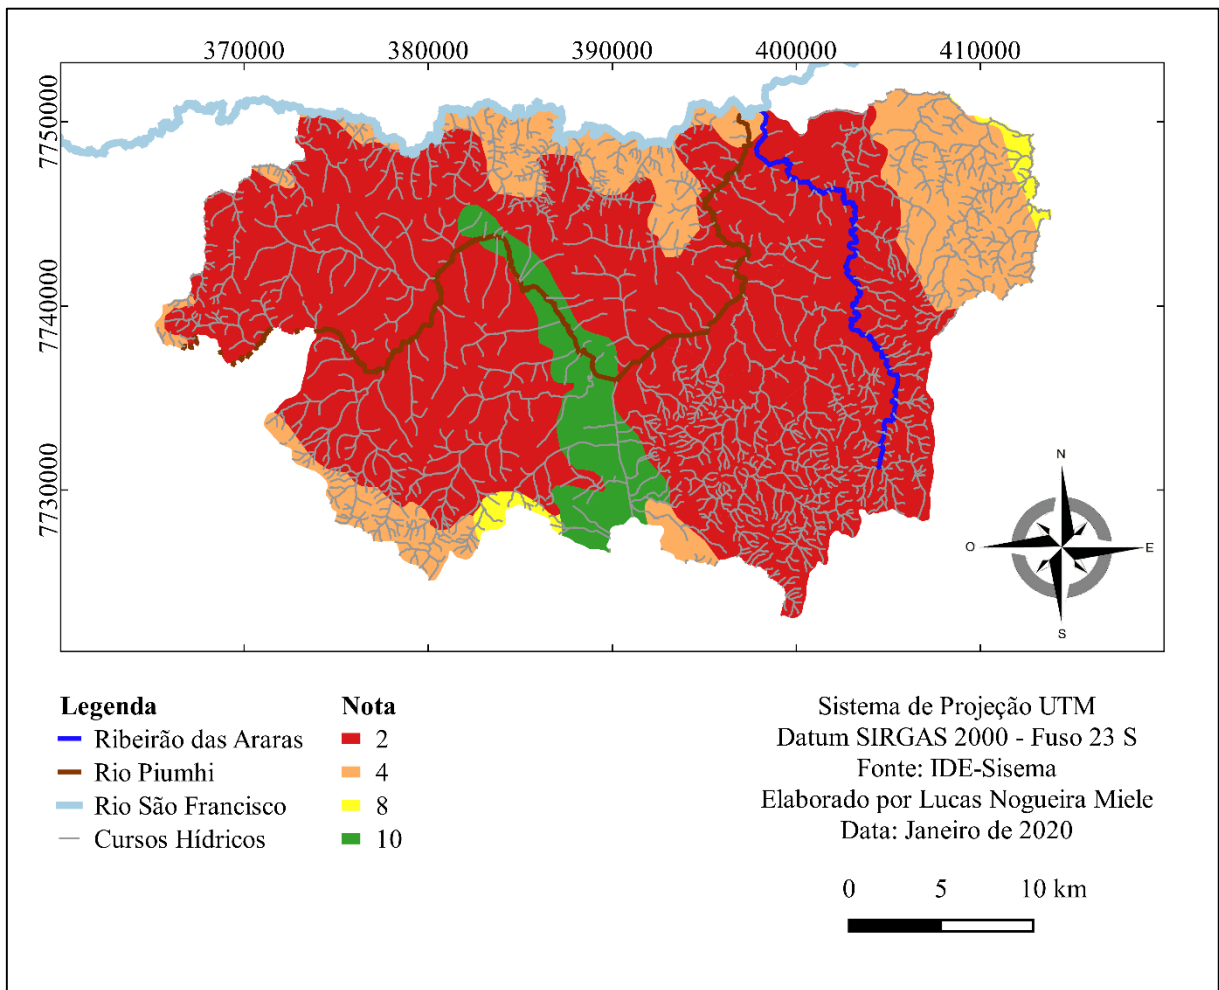 370000 380000 390000 400000 410000
7750000
7740000
7730000
N
O E
S
Legenda
Ribeirão das Araras
Rio Piumhi
Rio São Francisco
Cursos Hídricos
Nota
2
4
8
10
Sistema de Projeção UTM
Datum SIRGAS 2000 - Fuso 23 S
Fonte: IDE-Sisema
Elaborado por Lucas Nogueira Miele
Data: Janeiro de 2020
0 5 10 km